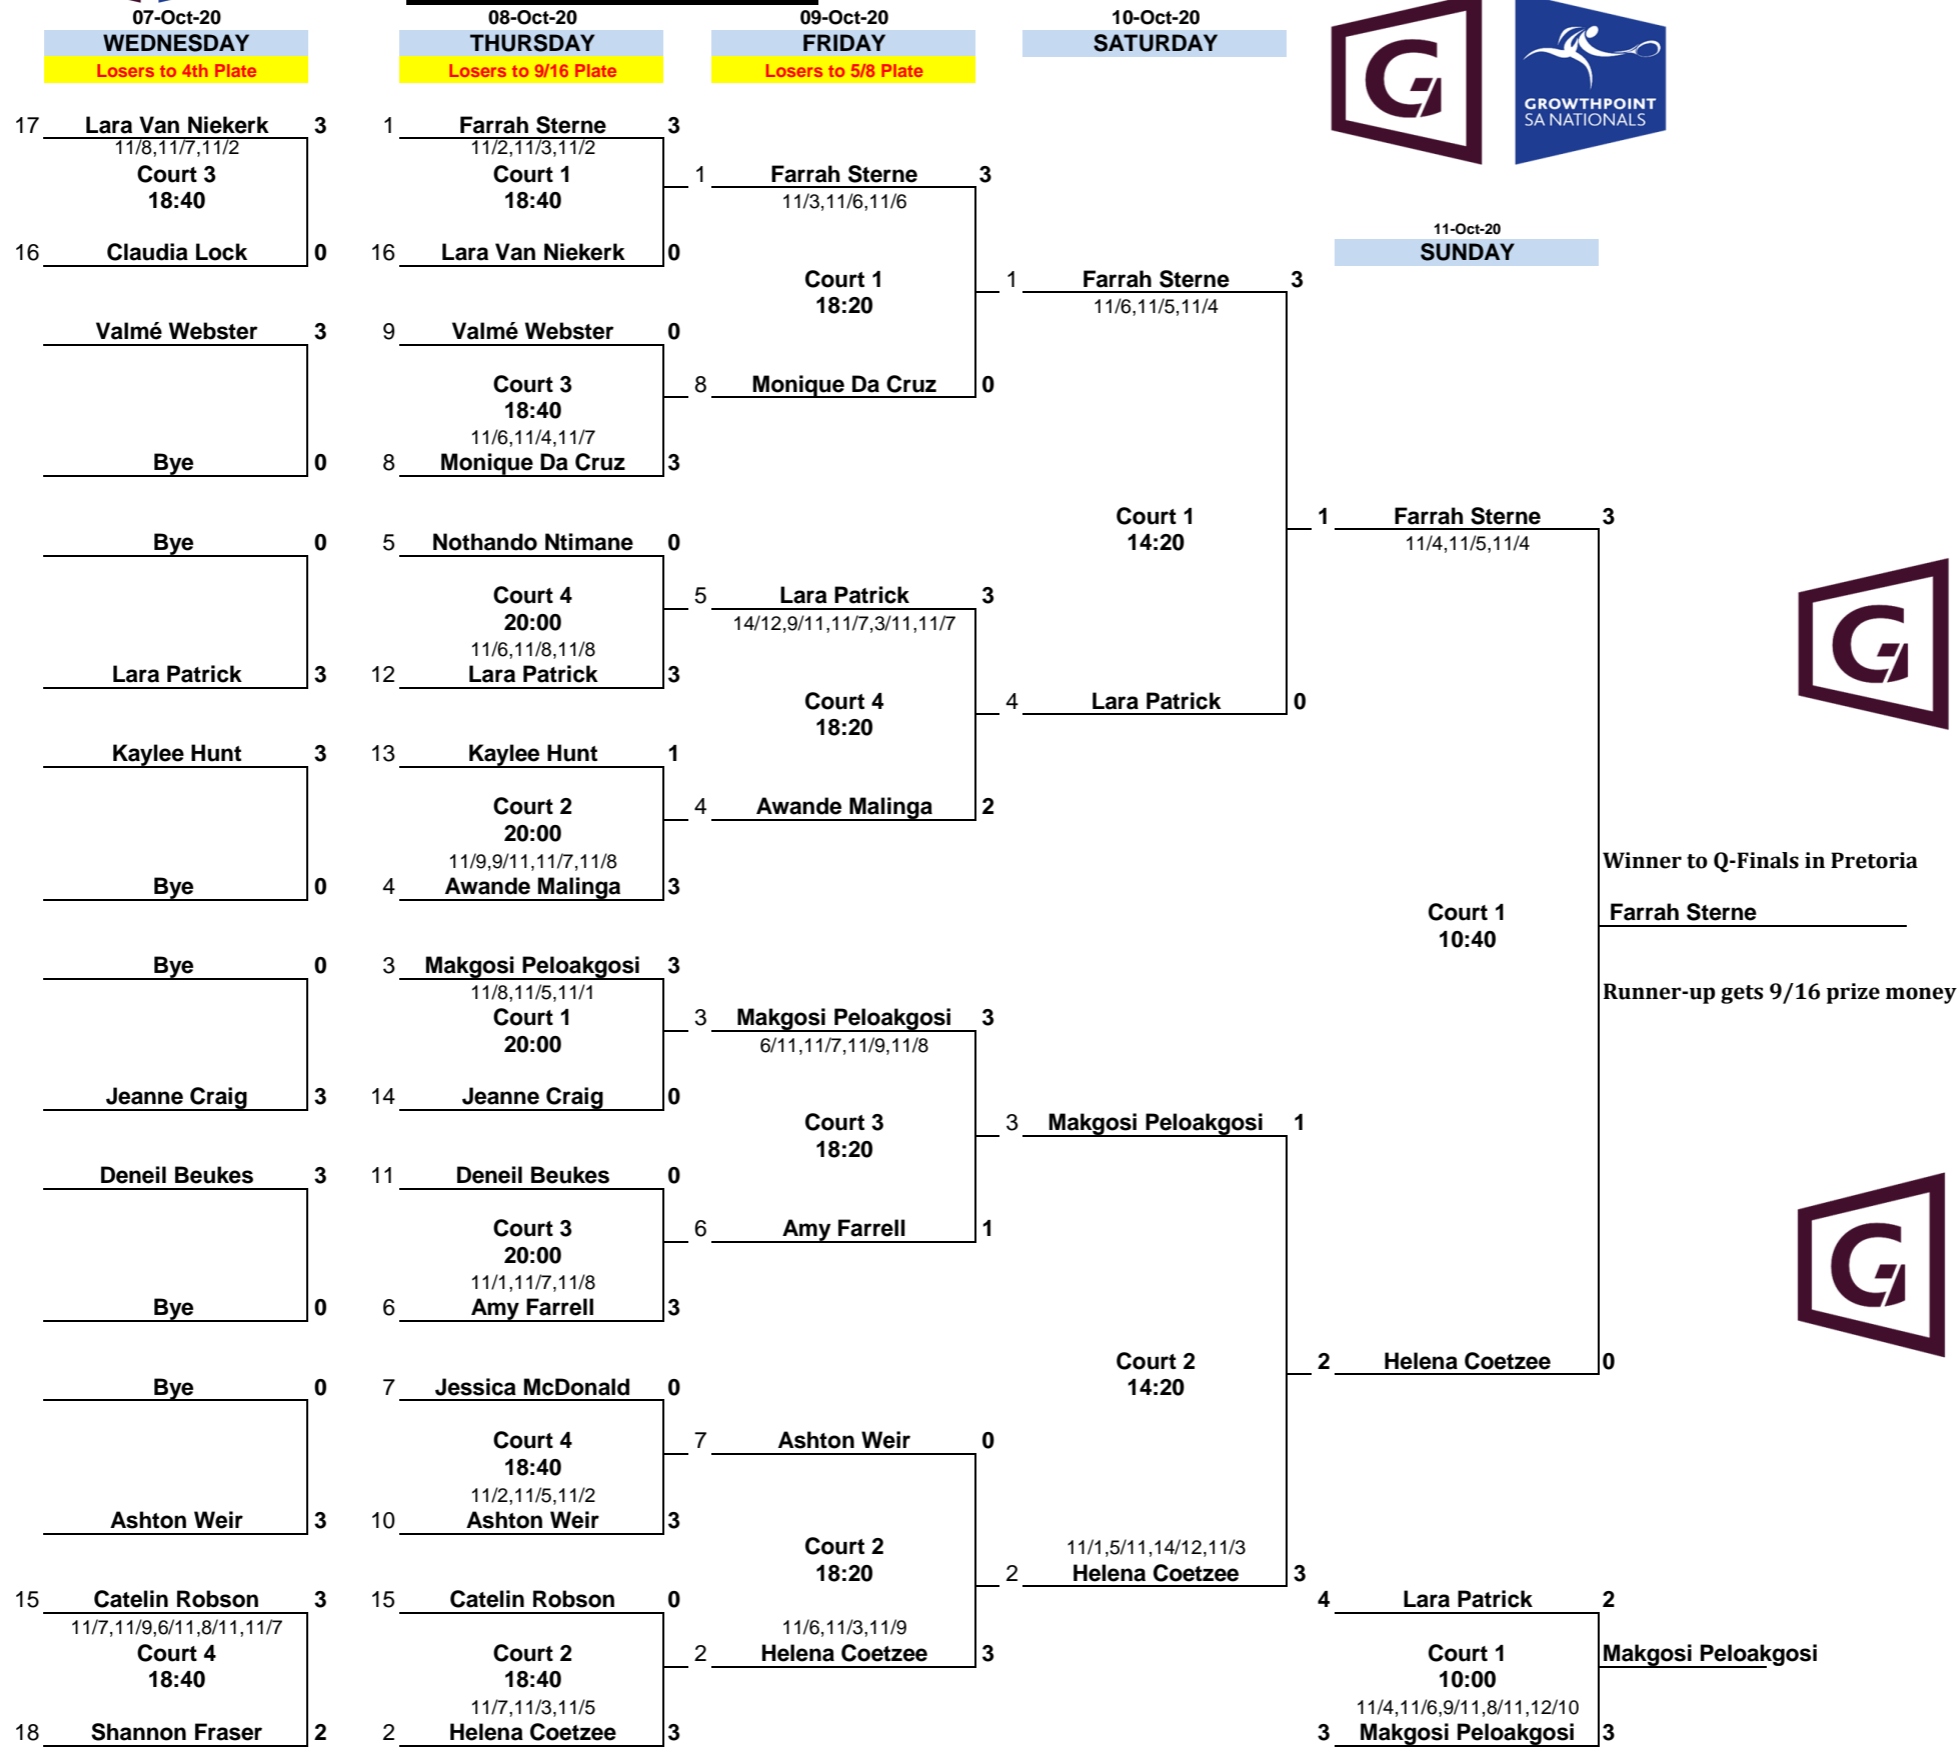 07-Oct-20 08-Oct-20 09-Oct-20 10-Oct-20
WEDNESDAY THURSDAY FRIDAY SATURDAY
Losers to 4th Plate Losers to 9/16 Plate Losers to 5/8 Plate
G
GROWTHPOINT
SA NATIONALS
17 Lara Van Niekerk 3 1 Farrah Sterne 3
11/8,11/7,11/2 11/2,11/3,11/2
Court 3 Court 1 1 Farrah Sterne 3
18:40 18:40 11/3,11/6,11/6
11-Oct-20
16 Claudia Lock 0 16 Lara Van Niekerk 0 SUNDAY
Court 1 1 Farrah Sterne 3
18:20 11/6,11/5,11/4
Valmé Webster 3 9 Valmé Webster 0
Court 3 8 Monique Da Cruz 0
18:40
11/6,11/4,11/7
Bye 0 8 Monique Da Cruz 3
Court 1 1 Farrah Sterne 3
Bye 0 5 Nothando Ntimane 0 14:20 11/4,11/5,11/4
Court 4 5 Lara Patrick 3
20:00 14/12,9/11,11/7,3/11,11/7
11/6,11/8,11/8
G
Lara Patrick 3 12 Lara Patrick 3
Court 4 4 Lara Patrick 0
18:20
Kaylee Hunt 3 13 Kaylee Hunt 1
Court 2 4 Awande Malinga 2
20:00
11/9,9/11,11/7,11/8 Winner to Q-Finals in Pretoria
Bye 0 4 Awande Malinga 3
Court 1 Farrah Sterne
10:40
Bye 0 3 Makgosi Peloakgosi 3
11/8,11/5,11/1 Runner-up gets 9/16 prize money
Court 1 3 Makgosi Peloakgosi 3
20:00 6/11,11/7,11/9,11/8
Jeanne Craig 3 14 Jeanne Craig 0
Court 3 3 Makgosi Peloakgosi 1
18:20
Deneil Beukes 3 11 Deneil Beukes 0
Court 3 6 Amy Farrell 1
20:00
G
11/1,11/7,11/8
Bye 0 6 Amy Farrell 3
Court 2 2 Helena Coetzee 0
Bye 0 7 Jessica McDonald 0 14:20
Court 4 7 Ashton Weir 0
18:40
11/2,11/5,11/2
Ashton Weir 3 10 Ashton Weir 3
Court 2 11/1,5/11,14/12,11/3
18:20 2 Helena Coetzee 3
15 Catelin Robson 3 15 Catelin Robson 0 4 Lara Patrick 2
11/7,11/9,6/11,8/11,11/7 11/6,11/3,11/9
Court 4 Court 2 2 Helena Coetzee 3 Court 1 Makgosi Peloakgosi
18:40 18:40 10:00
11/7,11/3,11/5 11/4,11/6,9/11,8/11,12/10
18 Shannon Fraser 2 2 Helena Coetzee 3 3 Makgosi Peloakgosi 3